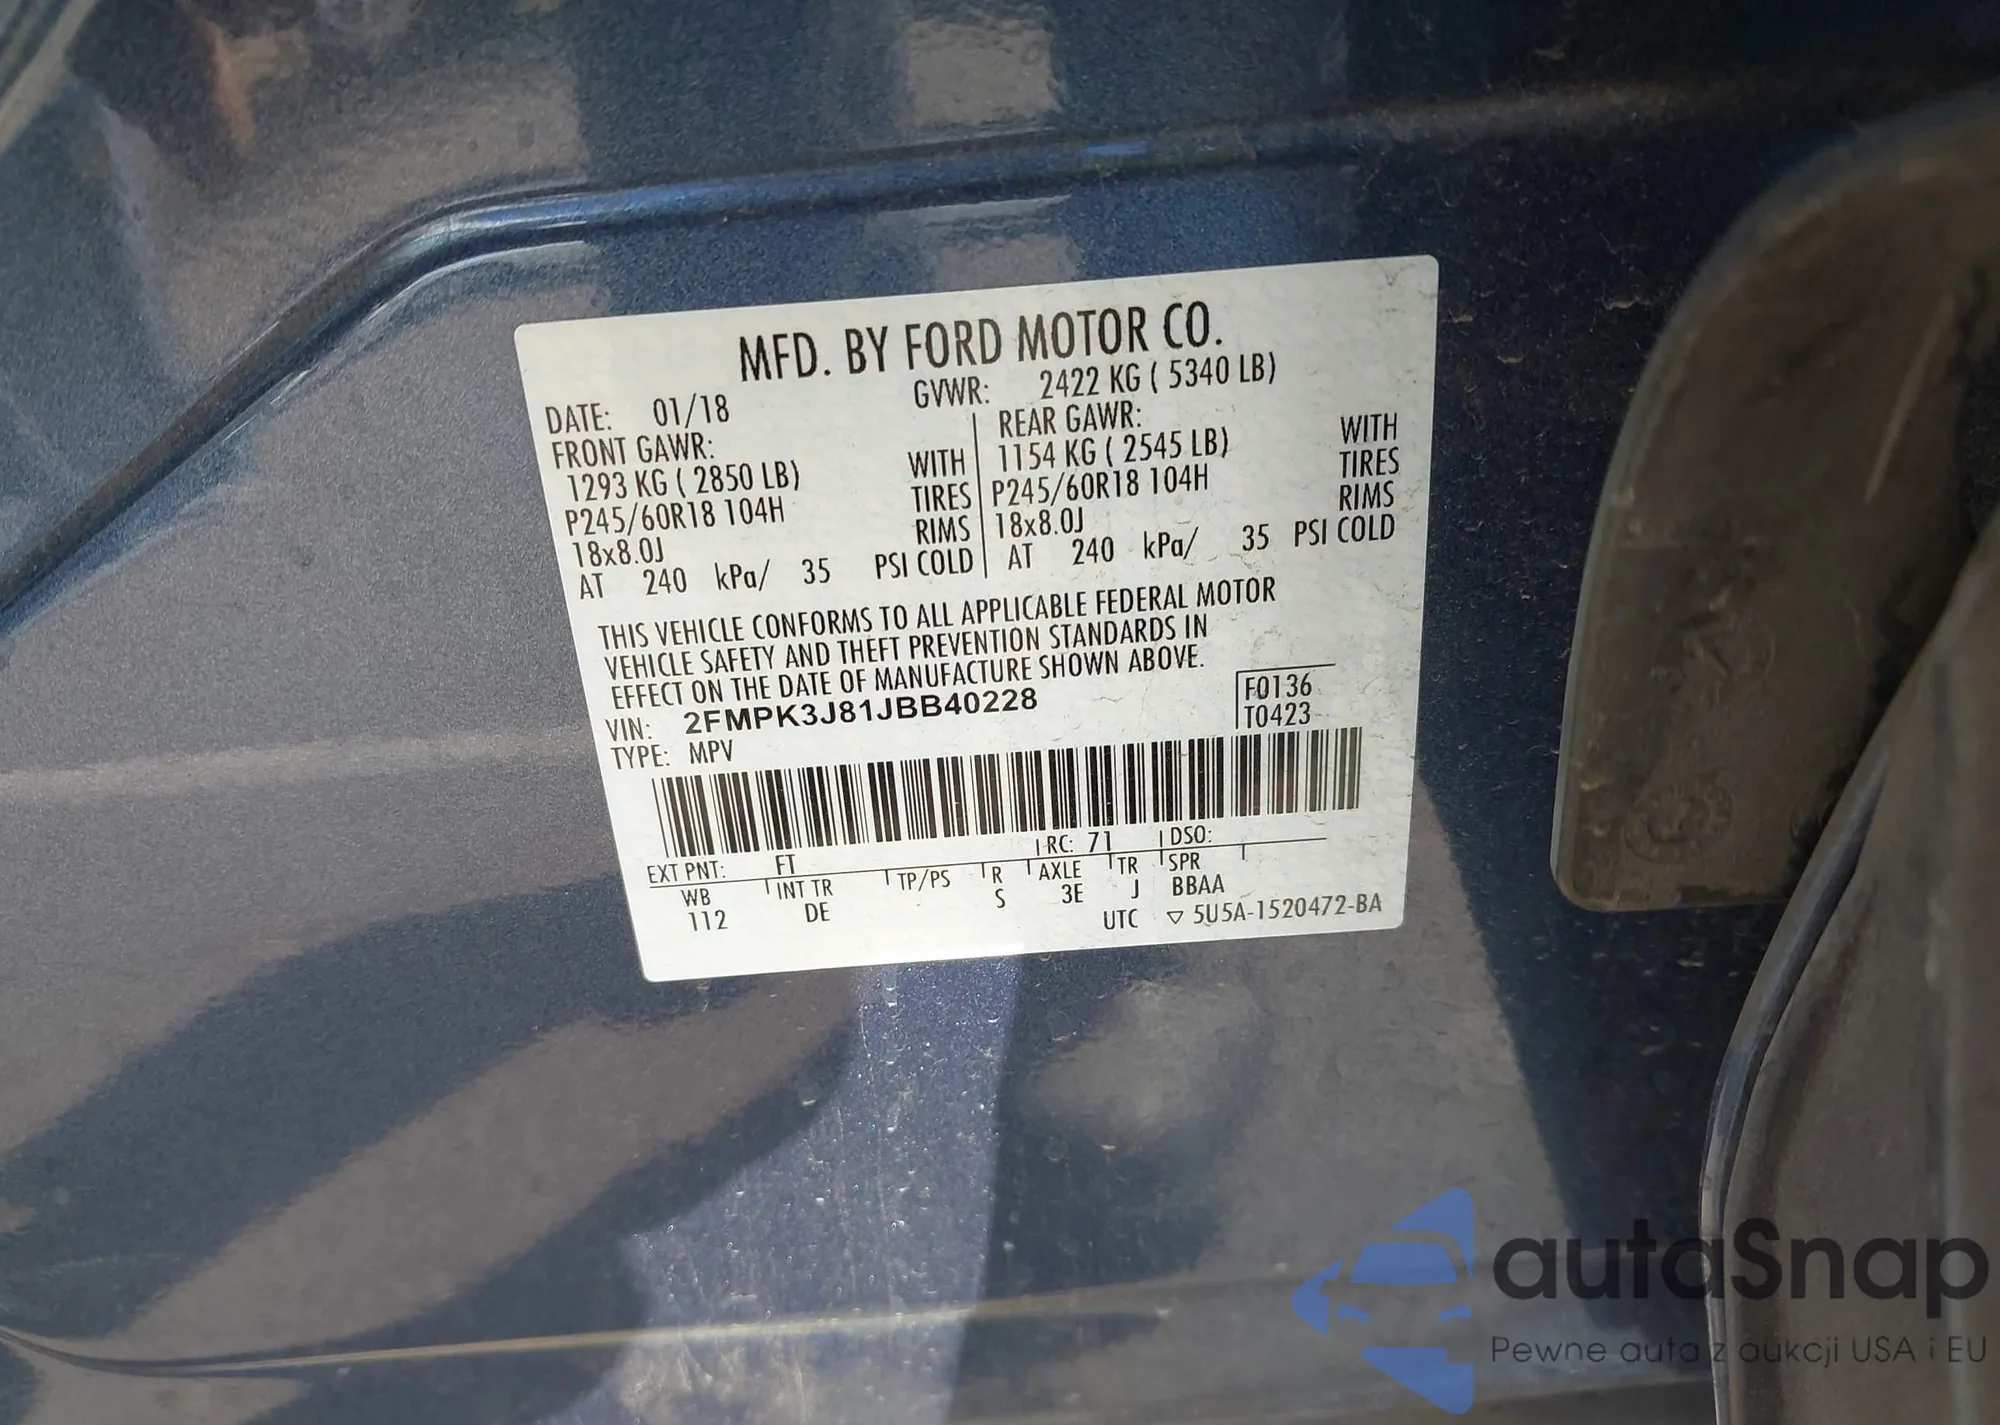 MFD. BY FORD MOTOR CO.
DATE: 01/18 GVWR: 2422 KG ( 5340 LB)
FRONT GAWR: REAR GAWR:
1293 KG ( 2850 LB) WITH 1154 KG ( 2545 LB) WITH
P245/60R18 104H TIRES P245/60R18 104H TIRES
18x8.0J RIMS 18x8.0J RIMS
AT 240 kPa/ 35 PSI COLD AT 240 kPa/ 35 PSI COLD
THIS VEHICLE CONFORMS TO ALL APPLICABLE FEDERAL MOTOR
VEHICLE SAFETY AND THEFT PREVENTION STANDARDS IN
EFFECT ON THE DATE OF MANUFACTURE SHOWN ABOVE.
VIN: 2FMPK3J81JBB40228 F0136
TYPE: MPV T0423
EXT PNT: FT RC: 71 DSO:
WB INT TR TP/PS R AXLE TR SPR
112 DE S 3E J BBAA
UTC ▽ 5U5A-1520472-BA
autaSnap
Pewne auta z aukcji USA i EU